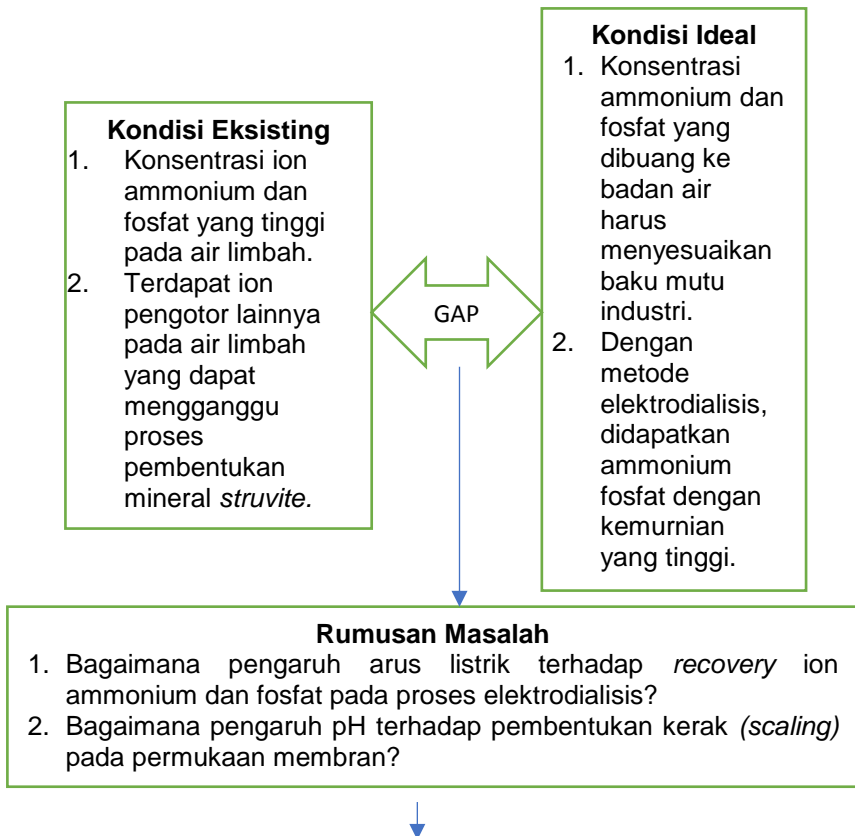 Kondisi Eksisting
1. Konsentrasi ion
ammonium dan
fosfat yang tinggi
pada air limbah.
2. Terdapat ion
pengotor lainnya
pada air limbah
yang dapat
mengganggu
proses
pembentukan
mineral struvite.
GAP
Kondisi Ideal
1. Konsentrasi
ammonium dan
fosfat yang
dibuang ke
badan air
harus
menyesuaikan
baku mutu
industri.
2. Dengan
metode
elektrodialisis,
didapatkan
ammonium
fosfat dengan
kemurnian
yang tinggi.
Rumusan Masalah
1. Bagaimana pengaruh arus listrik terhadap recovery ion
ammonium dan fosfat pada proses elektrodialisis?
2. Bagaimana pengaruh pH terhadap pembentukan kerak (scaling)
pada permukaan membran?